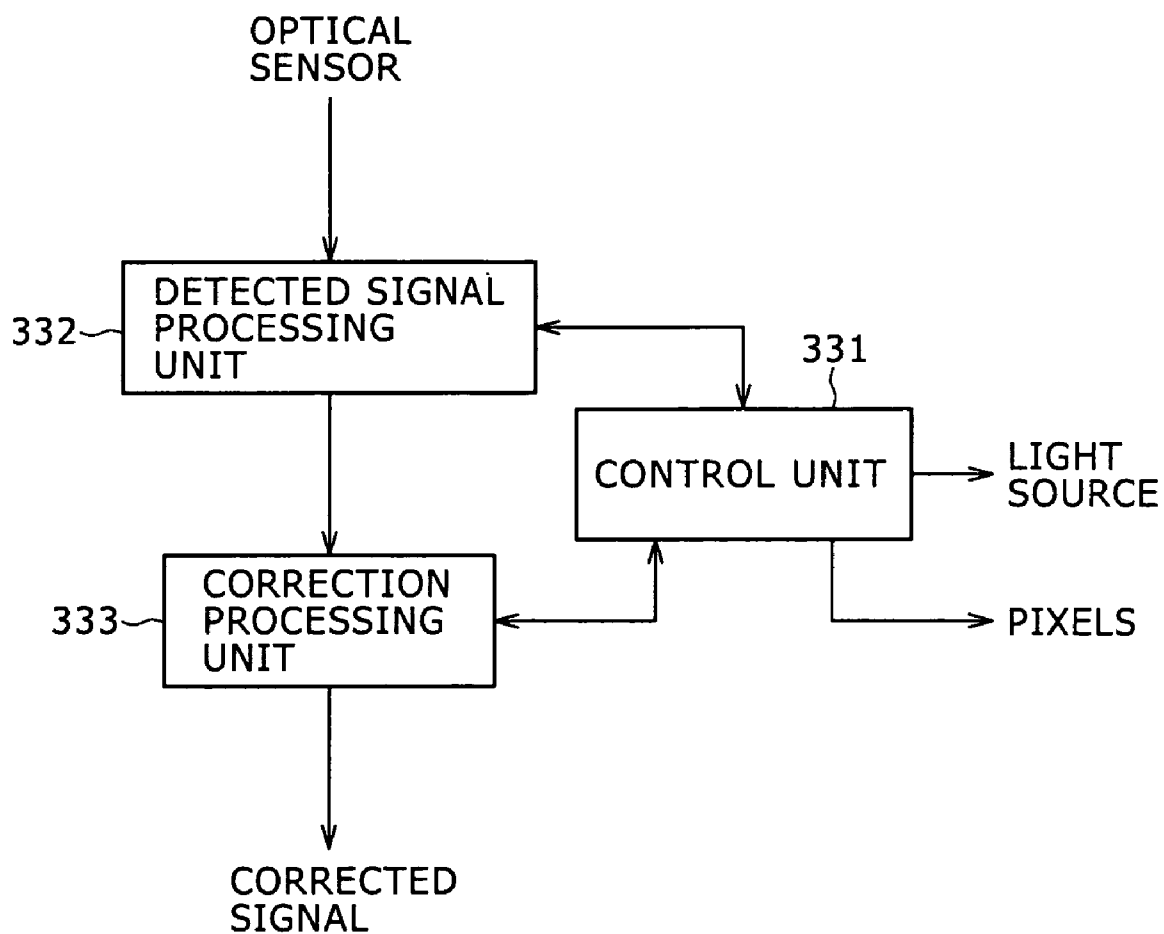 OPTICAL
SENSOR
DETECTED SIGNAL
PROCESSING
UNIT
332
331
CONTROL UNIT
LIGHT
SOURCE
CORRECTION
PROCESSING
UNIT
333
PIXELS
CORRECTED
SIGNAL